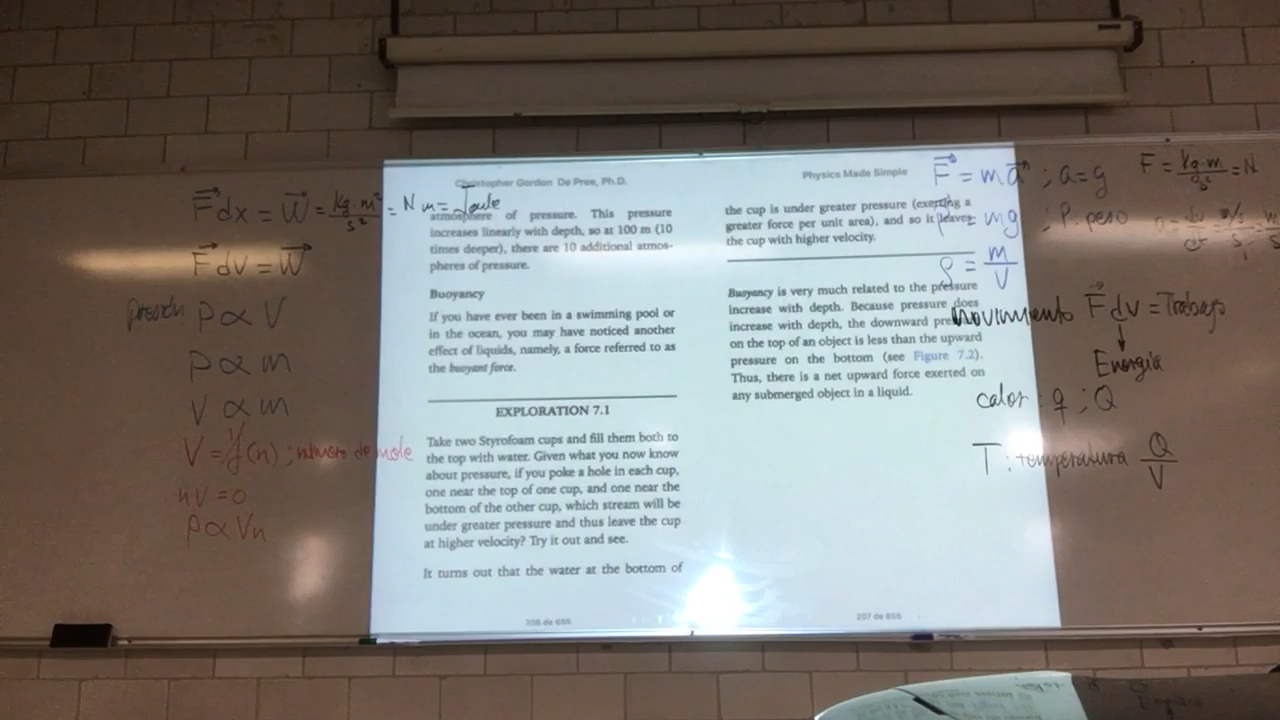 F dx = W = kg·m²/s² = N m = Joule
F dV = W
P ∝ V
P ∝ m
V ∝ m
V = f(n) ; número de mole
nV = 0
P ∝ Vn
Christopher Gordon De Pree, Ph.D.
atmosphere of pressure. This pressure
increases linearly with depth, so at 100 m (10
times deeper), there are 10 additional atmos-
pheres of pressure.
Buoyancy
If you have ever been in a swimming pool or
in the ocean, you may have noticed another
effect of liquids, namely, a force referred to as
the buoyant force.
EXPLORATION 7.1
Take two Styrofoam cups and fill them both to
the top with water. Given what you now know
about pressure, if you poke a hole in each cup,
one near the top of one cup, and one near the
bottom of the other cup, which stream will be
under greater pressure and thus leave the cup
at higher velocity? Try it out and see.
It turns out that the water at the bottom of
206 de 655
Physics Made Simple
the cup is under greater pressure (exerting a
greater force per unit area), and so it leaves
the cup with higher velocity.
Buoyancy is very much related to the pressure
increase with depth. Because pressure does
increase with depth, the downward pressure
on the top of an object is less than the upward
pressure on the bottom (see Figure 7.2).
Thus, there is a net upward force exerted on
any submerged object in a liquid.
207 de 655
F = ma ; a = g
F = kg·m/s² = N
P = mg ; P: peso
ρ = m/V
movimiento F dv = Trabajo
↓
Energía
calor : q ; Q
T : temperatura Q/V